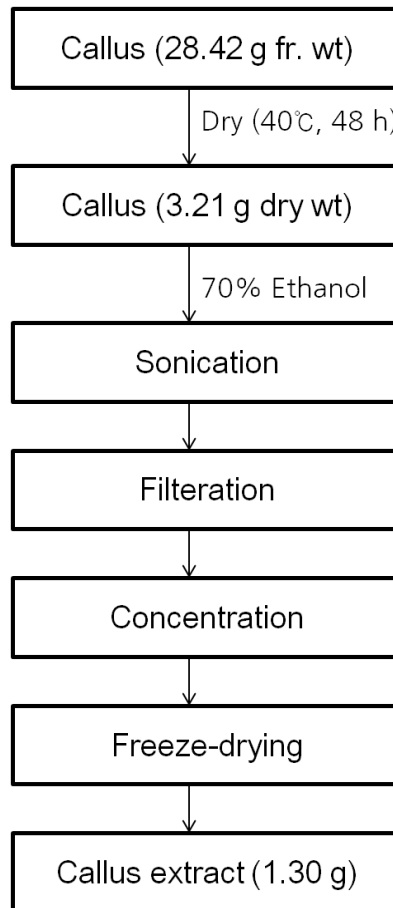 Callus (28.42 g fr. wt)
Dry (40℃, 48 h)
Callus (3.21 g dry wt)
70% Ethanol
Sonication
Filteration
Concentration
Freeze-drying
Callus extract (1.30 g)